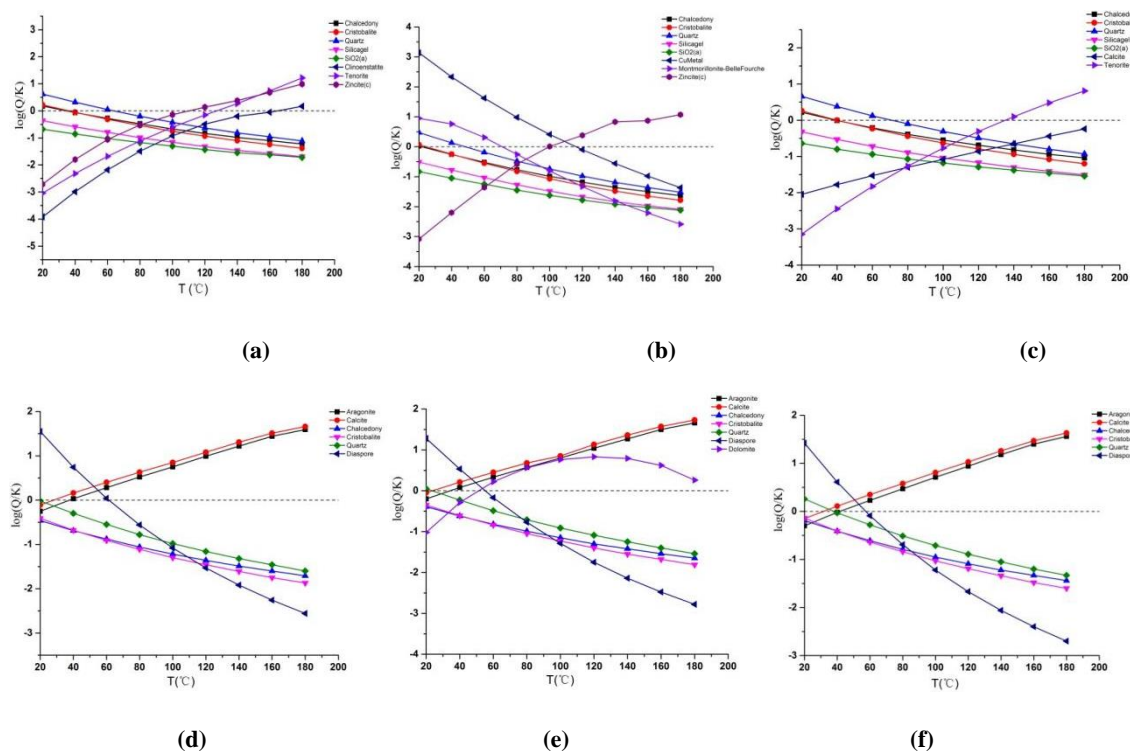 3
2
1
0
-1
-2
-3
-4
-5
log(Q/K)
20 40 60 80 100 120 140 160 180 200
T (℃)
Chalcedony
Cristobalite
Quartz
Silicagel
SiO2(a)
Clinoenstatite
Tenorite
Zincite(c)
(a)
4
3
2
1
0
-1
-2
-3
-4
log(Q/K)
20 40 60 80 100 120 140 160 180 200
T (℃)
Chalcedony
Cristobalite
Quartz
Silicagel
SiO2(a)
CuMetal
Montmorillonite-BelleFourche
Zincite(c)
(b)
2
1
0
-1
-2
-3
-4
log(Q/K)
20 40 60 80 100 120 140 160 180 200
T (℃)
Chalced
Cristoba
Quartz
Silicagel
SiO2(a)
Calcite
Tenorite
(c)
2
1
0
-1
-2
-3
log(Q/K)
20 40 60 80 100 120 140 160 180 200
T(℃)
Aragonite
Calcite
Chalcedony
Cristobalite
Quartz
Diaspore
(d)
2
1
0
-1
-2
-3
-4
log(Q/K)
20 40 60 80 100 120 140 160 180 200
T(℃)
Aragonite
Calcite
Chalcedony
Cristobalite
Quartz
Diaspore
Dolomite
(e)
2
1
0
-1
-2
-3
log(Q/K)
20 40 60 80 100 120 140 160 180 200
T(℃)
Aragonit
Calcite
Chalced
Cristoba
Quartz
Diaspore
(f)